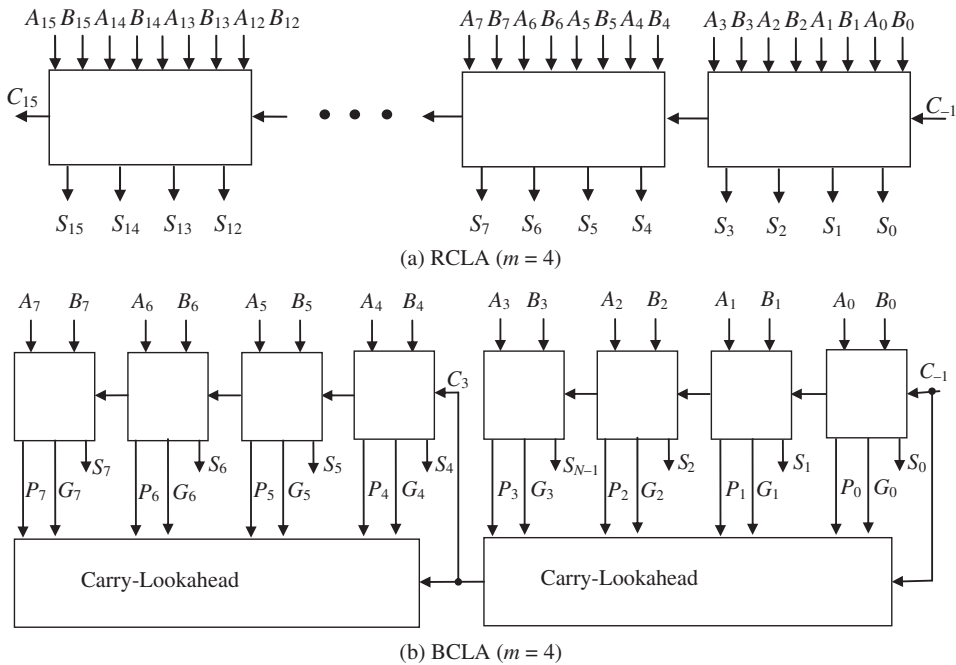 A₁₅ B₁₅ A₁₄ B₁₄ A₁₃ B₁₃ A₁₂ B₁₂ A₇ B₇ A₆ B₆ A₅ B₅ A₄ B₄ A₃ B₃ A₂ B₂ A₁ B₁ A₀ B₀
C₁₅ C₋₁
S₁₅ S₁₄ S₁₃ S₁₂ S₇ S₆ S₅ S₄ S₃ S₂ S₁ S₀
(a) RCLA (m = 4)
A₇ B₇ A₆ B₆ A₅ B₅ A₄ B₄ A₃ B₃ A₂ B₂ A₁ B₁ A₀ B₀
C₃ C₋₁
S₇ S₆ S₅ S₄ Sₙ₋₁ S₂ S₁ S₀
P₇ G₇ P₆ G₆ P₅ G₅ P₄ G₄ P₃ G₃ P₂ G₂ P₁ G₁ P₀ G₀
Carry-Lookahead Carry-Lookahead
(b) BCLA (m = 4)